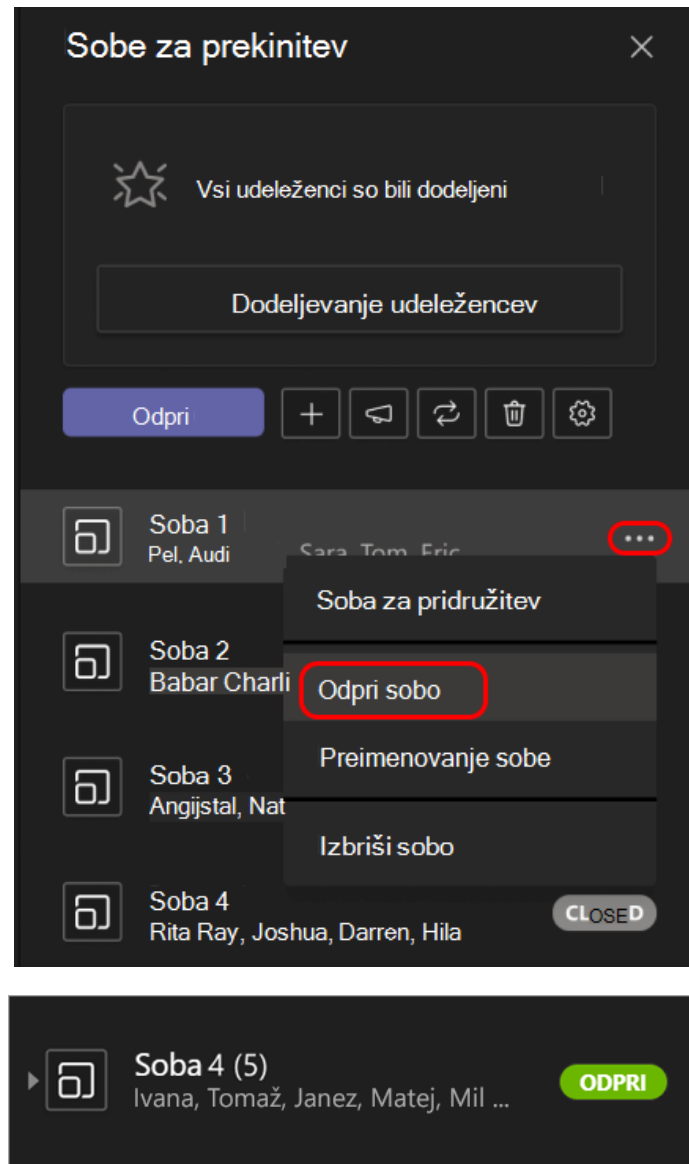 Sobe za prekinitev
Vsi udeleženci so bili dodeljeni
Dodeljevanje udeležencev
Odpri
Soba 1
Pel, Audi Sara, Tom, Eric
Soba za pridružitev
Soba 2
Babar Charli
Odpri sobo
Preimenovanje sobe
Soba 3
Angijstal, Nat
Izbriši sobo
Soba 4
Rita Ray, Joshua, Darren, Hila
CLOSED
Soba 4 (5)
Ivana, Tomaž, Janez, Matej, Mil ...
ODPRI